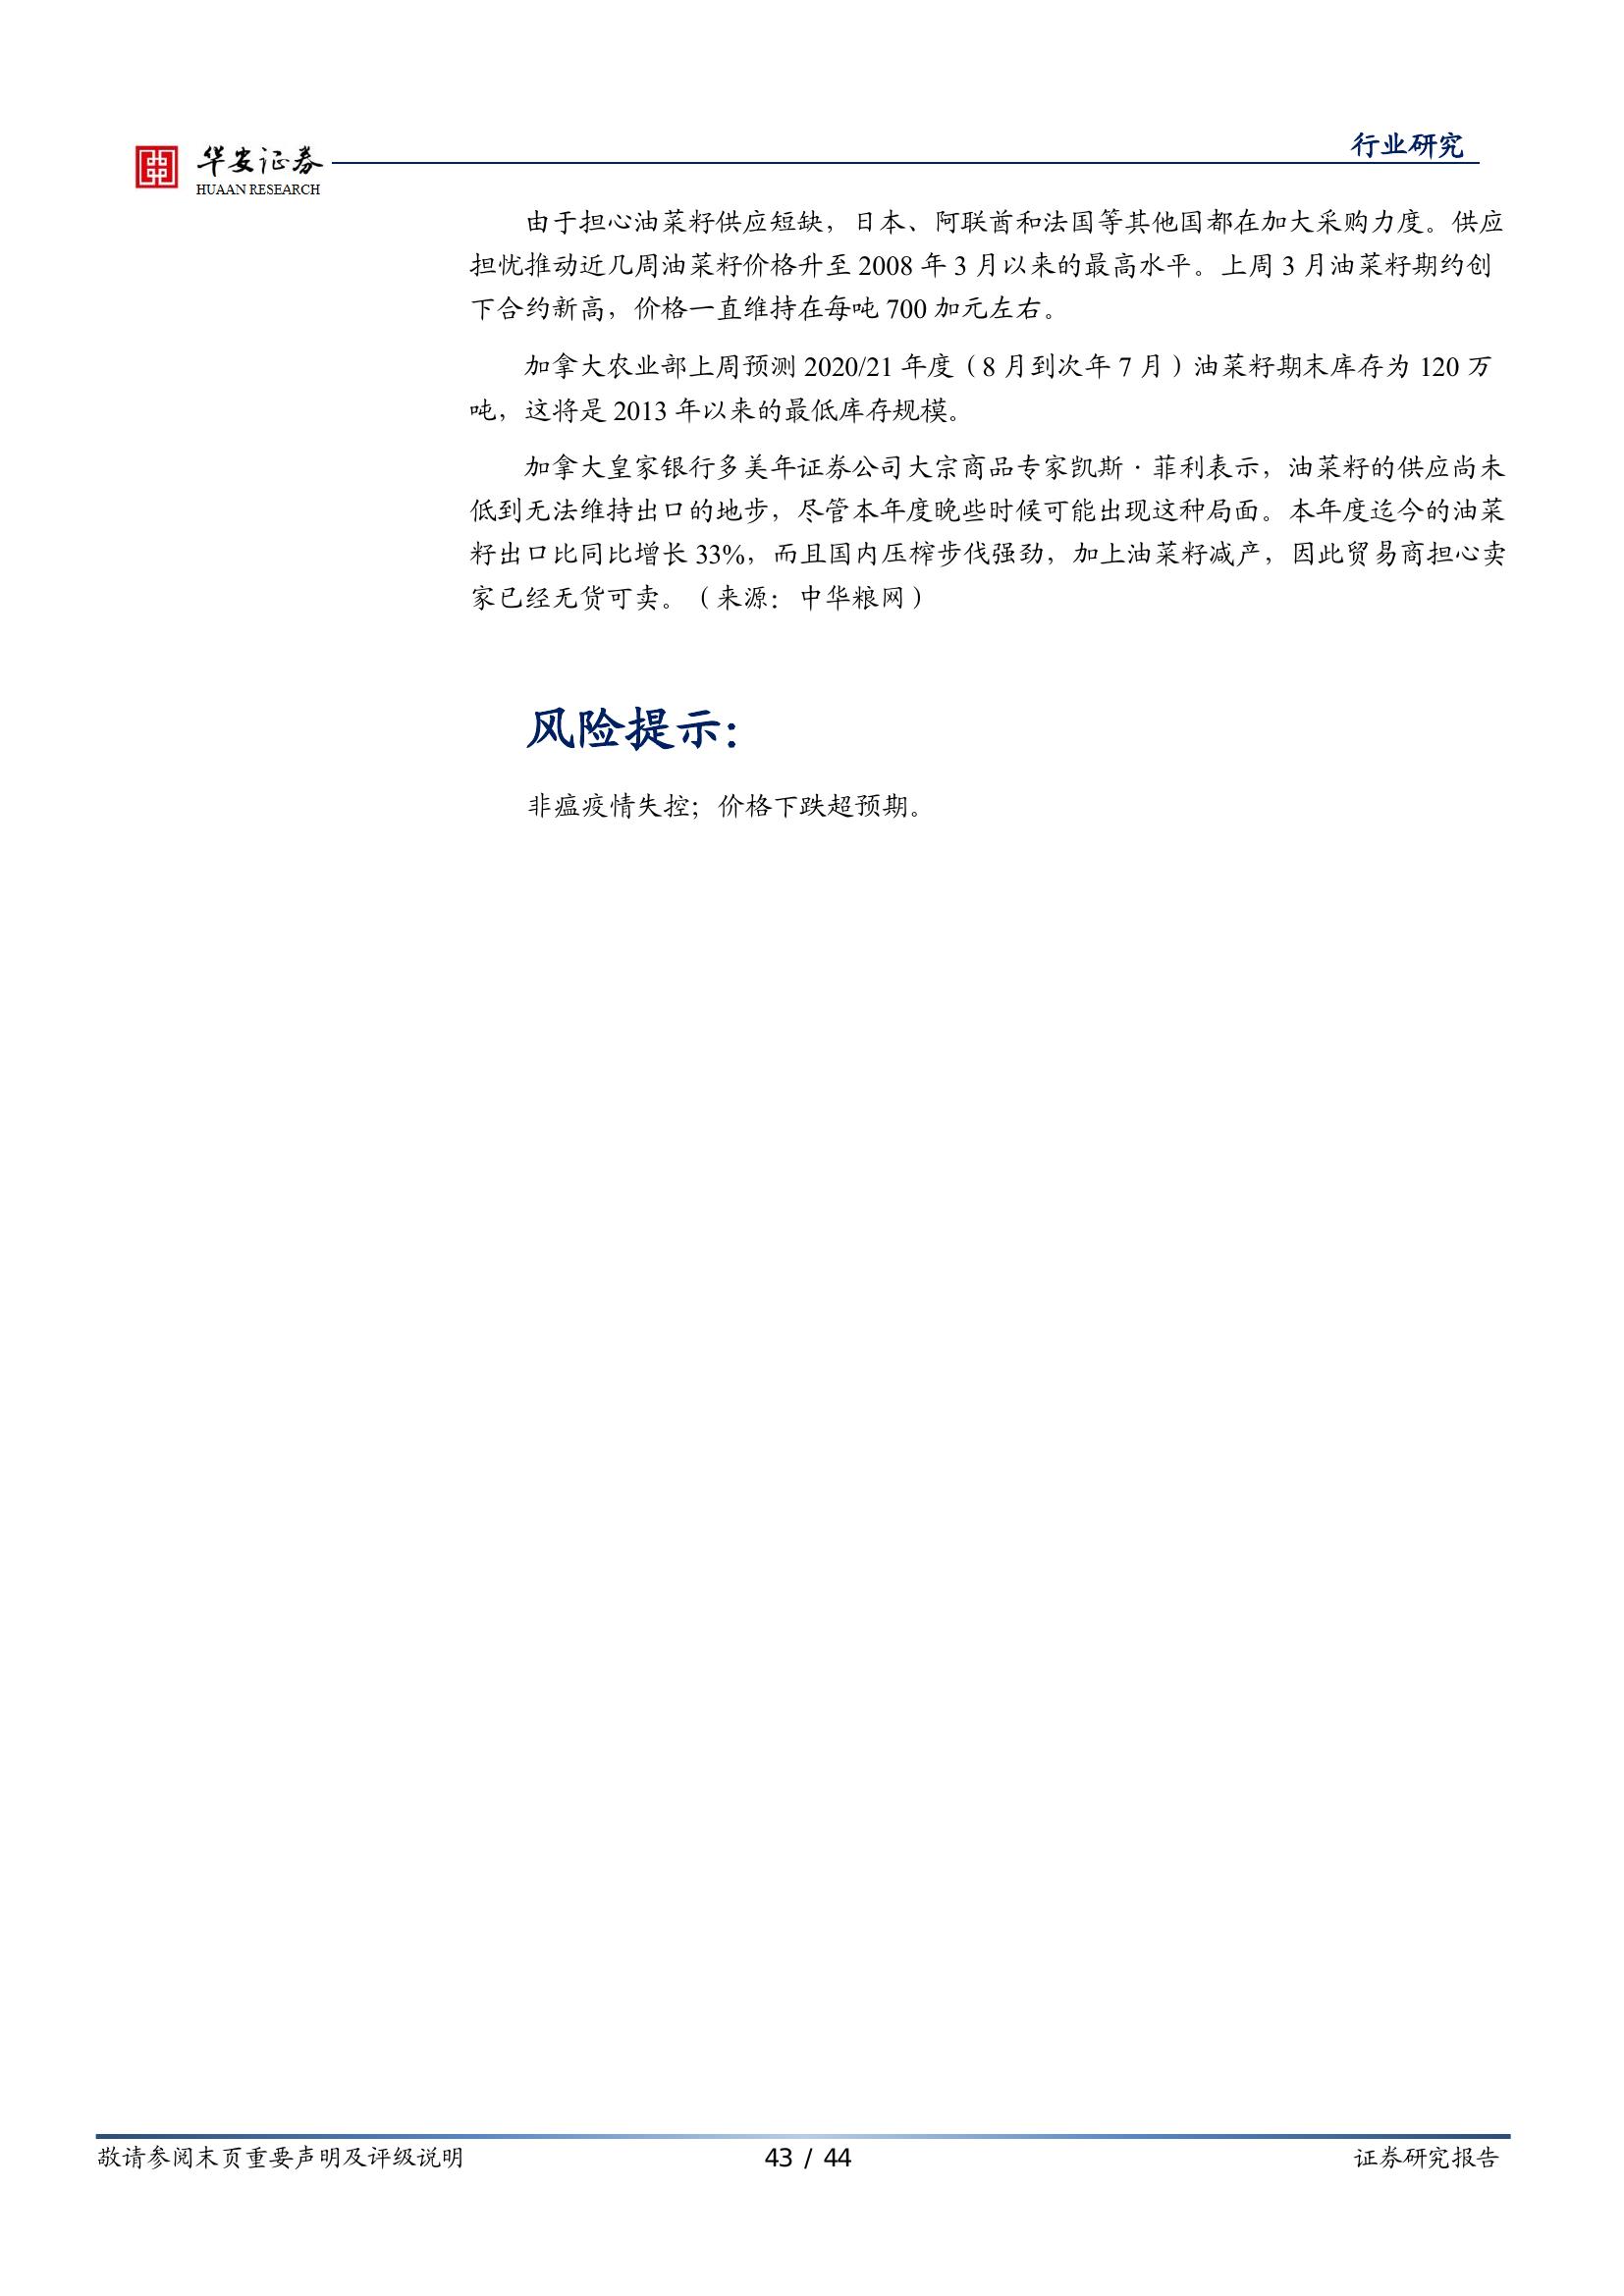 华安证券
HUAAN RESEARCH
行业研究
由于担心油菜籽供应短缺，日本、阿联酋和法国等其他国都在加大采购力度。供应
担忧推动近几周油菜籽价格升至 2008 年 3 月以来的最高水平。上周 3 月油菜籽期约创
下合约新高，价格一直维持在每吨 700 加元左右。
加拿大农业部上周预测 2020/21 年度（8 月到次年 7 月）油菜籽期末库存为 120 万
吨，这将是 2013 年以来的最低库存规模。
加拿大皇家银行多美年证券公司大宗商品专家凯斯·菲利表示，油菜籽的供应尚未
低到无法维持出口的地步，尽管本年度晚些时候可能出现这种局面。本年度迄今的油菜
籽出口比同比增长 33%，而且国内压榨步伐强劲，加上油菜籽减产，因此贸易商担心卖
家已经无货可卖。（来源：中华粮网）
风险提示：
非瘟疫情失控；价格下跌超预期。
敬请参阅末页重要声明及评级说明
43 / 44
证券研究报告